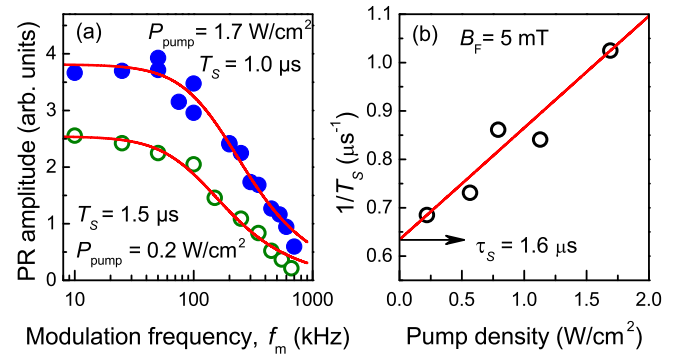 (a)
P_pump = 1.7 W/cm²
T_S = 1.0 µs
T_S = 1.5 µs
P_pump = 0.2 W/cm²
PR amplitude (arb. units)
4
3
2
1
0
10
100
1000
Modulation frequency, f_m (kHz)
(b)
B_F = 5 mT
τ_S = 1.6 µs
1/T_S (µs⁻¹)
1.1
1.0
0.9
0.8
0.7
0.6
0.0
0.5
1.0
1.5
2.0
Pump density (W/cm²)